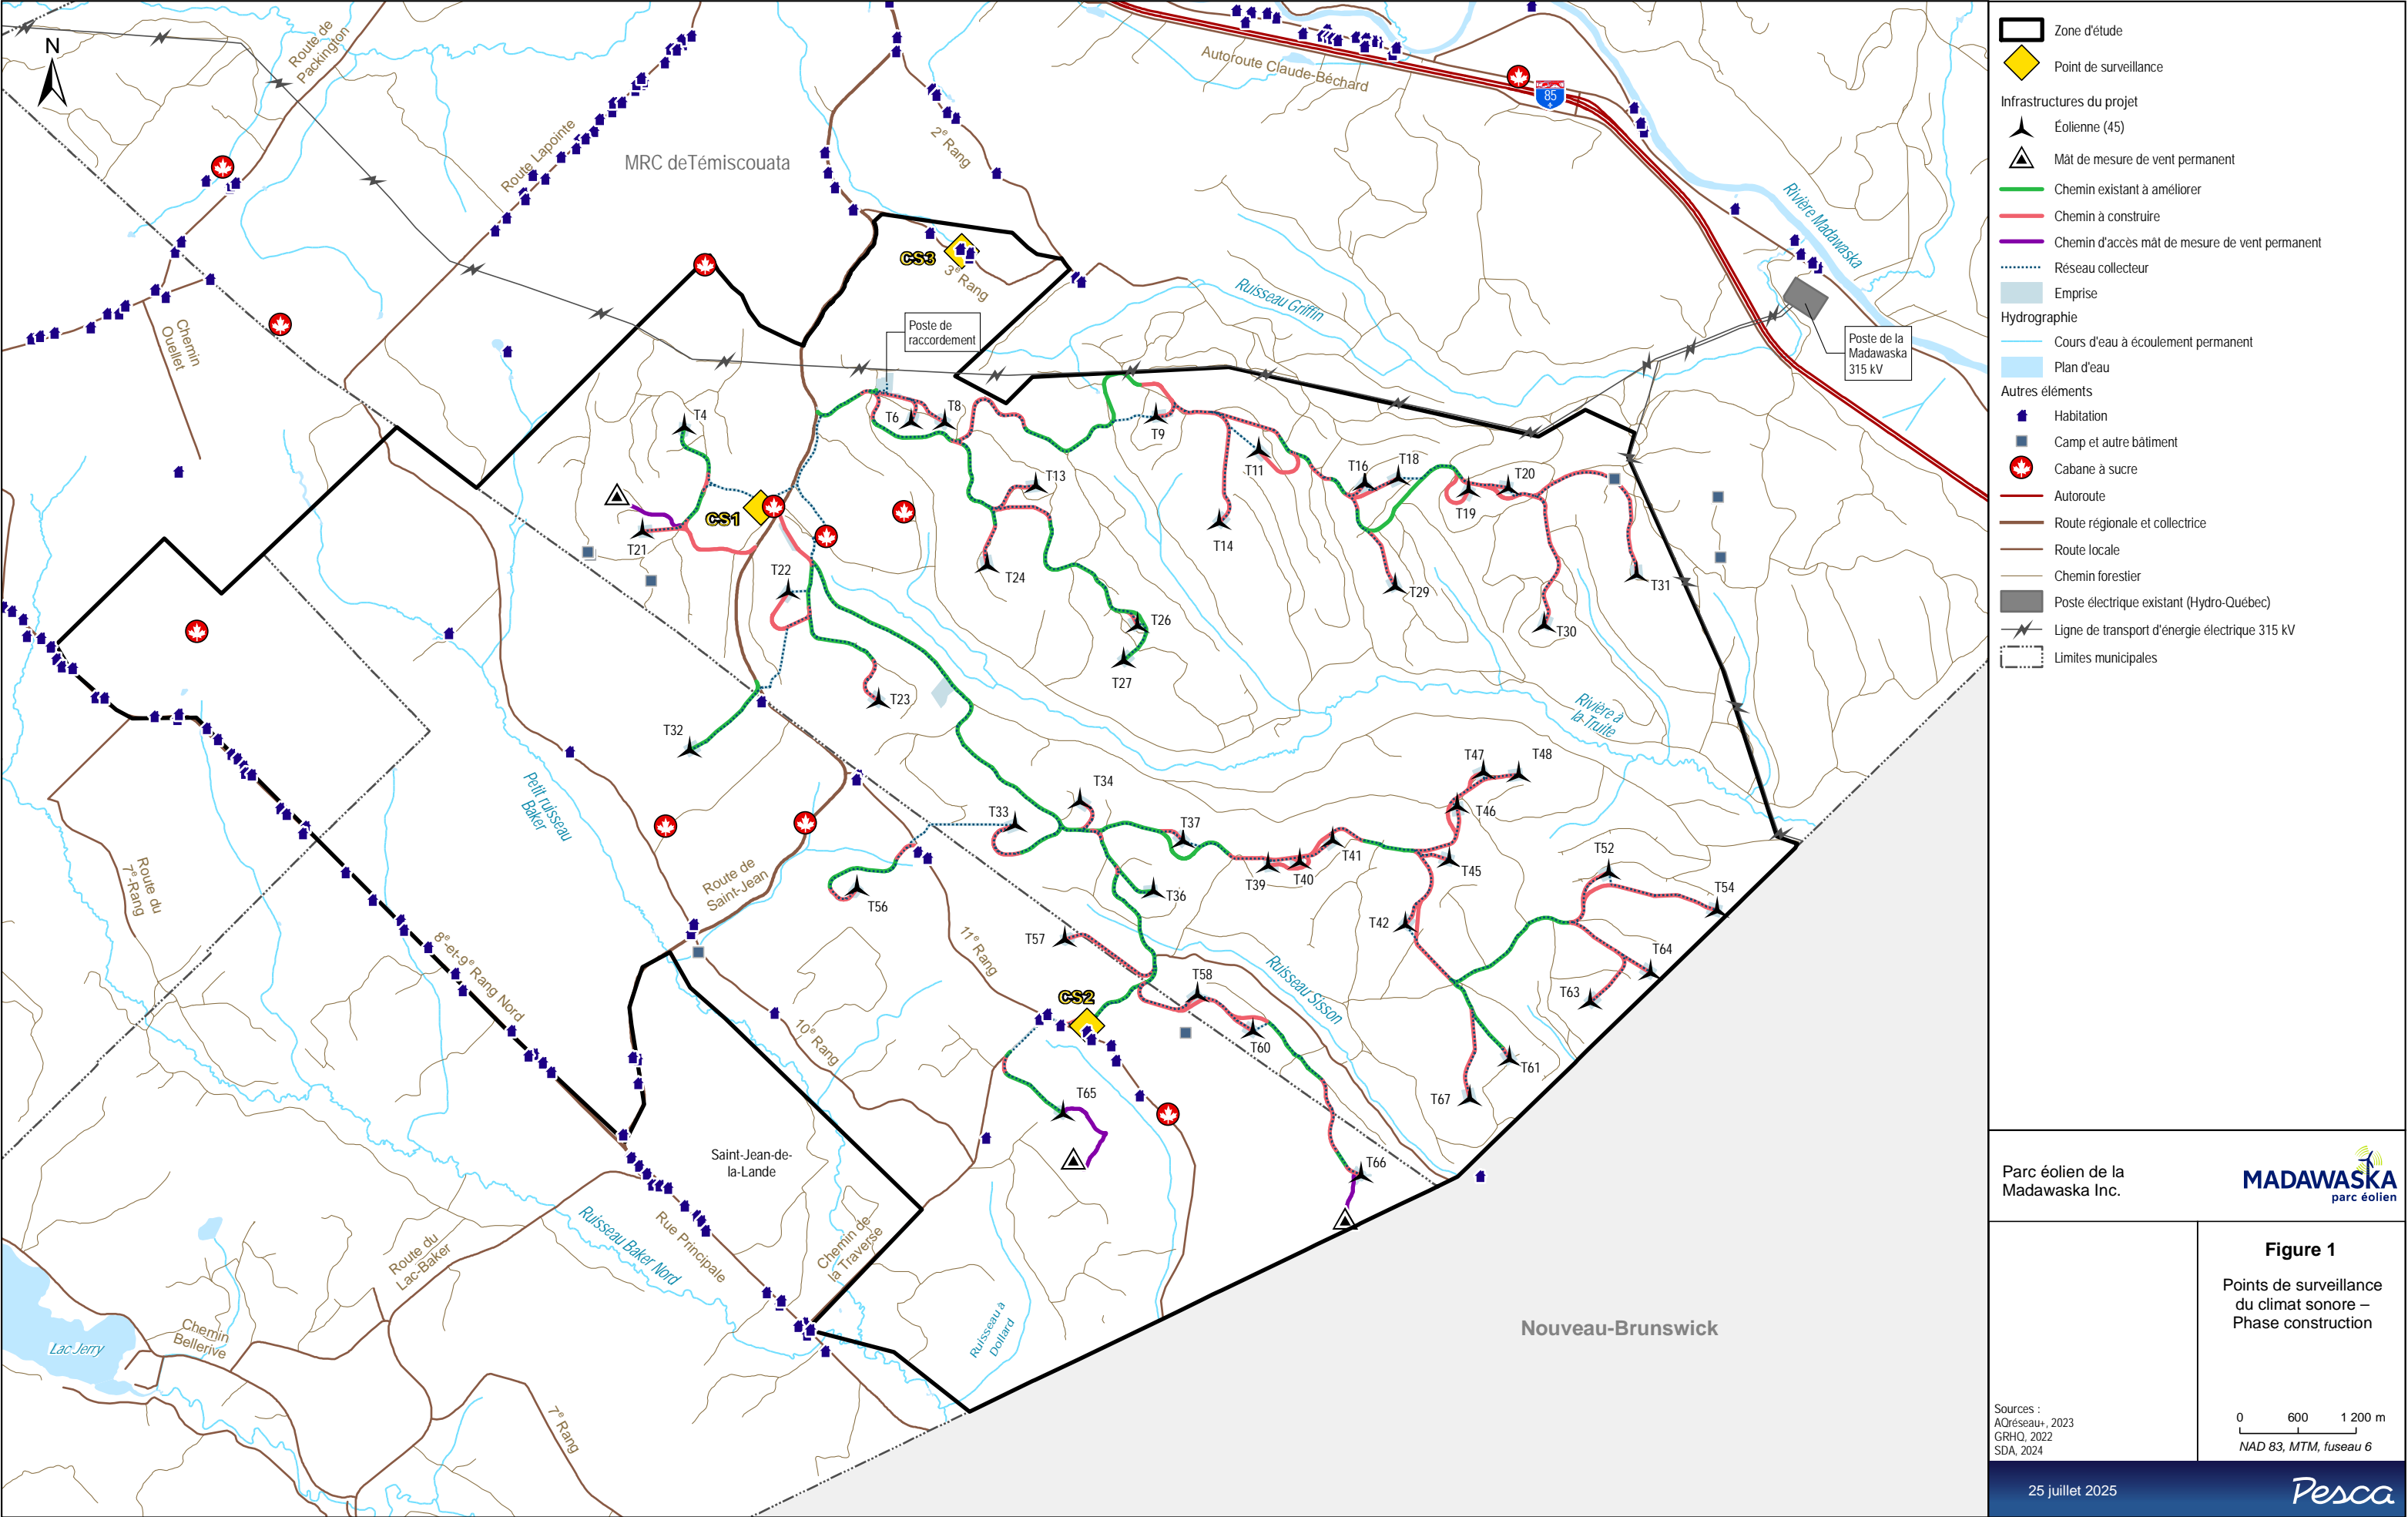 N
Route de
Packington
Route Lapointe
MRC deTémiscouata
2e Rang
Autoroute Claude-Béchard
85
Rivière Madawaska
CS3
3e Rang
Ruisseau Griffin
Poste de
raccordement
Poste de la
Madawaska
315 kV
Chemin
Ouellet
T4
T6
T8
T9
T11
T13
T14
T16
T18
T19
T20
T21
CS1
T22
T23
T24
T26
T27
T29
T30
T31
T32
Rivière à
la-Truite
T33
T34
T36
T37
T39
T40
T41
T42
T45
T46
T47
T48
T52
T54
T56
T57
T58
T60
T61
T63
T64
T65
T66
T67
CS2
Petit ruisseau
Baker
Route de
Saint-Jean
Route du
7e-Rang
8e-et-9e Rang Nord
10e Rang
11e Rang
Ruisseau Sisson
Saint-Jean-de-
la-Lande
Ruisseau Baker Nord
Rue Principale
Chemin de
la Traverse
Route du
Lac-Baker
Chemin
Bellerive
Lac Jerry
7e Rang
Ruisseau à
Dollard
Nouveau-Brunswick
Zone d'étude
Point de surveillance
Infrastructures du projet
Éolienne (45)
Mât de mesure de vent permanent
Chemin existant à améliorer
Chemin à construire
Chemin d'accès mât de mesure de vent permanent
Réseau collecteur
Emprise
Hydrographie
Cours d'eau à écoulement permanent
Plan d'eau
Autres éléments
Habitation
Camp et autre bâtiment
Cabane à sucre
Autoroute
Route régionale et collectrice
Route locale
Chemin forestier
Poste électrique existant (Hydro-Québec)
Ligne de transport d'énergie électrique 315 kV
Limites municipales
Parc éolien de la
Madawaska Inc.
MADAWASKA
parc éolien
Figure 1
Points de surveillance
du climat sonore –
Phase construction
Sources :
AQréseau+, 2023
GRHQ, 2022
SDA, 2024
0 600 1 200 m
NAD 83, MTM, fuseau 6
25 juillet 2025
Pesca